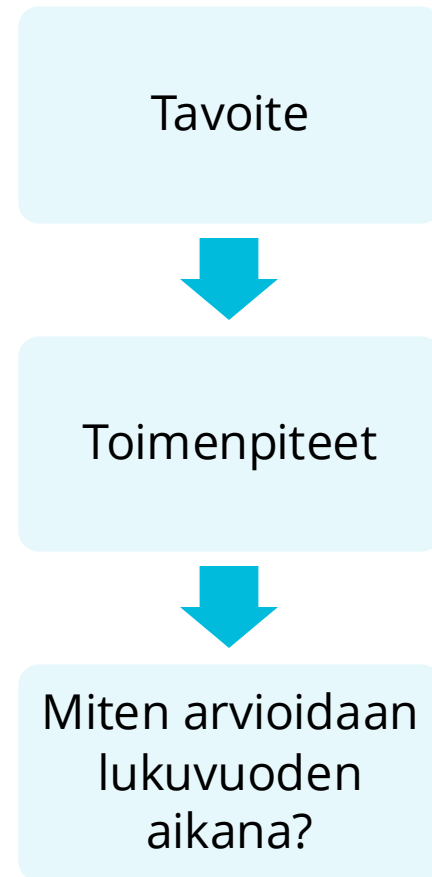 Tavoite
Toimenpiteet
Miten arvioidaan
lukuvuoden
aikana?